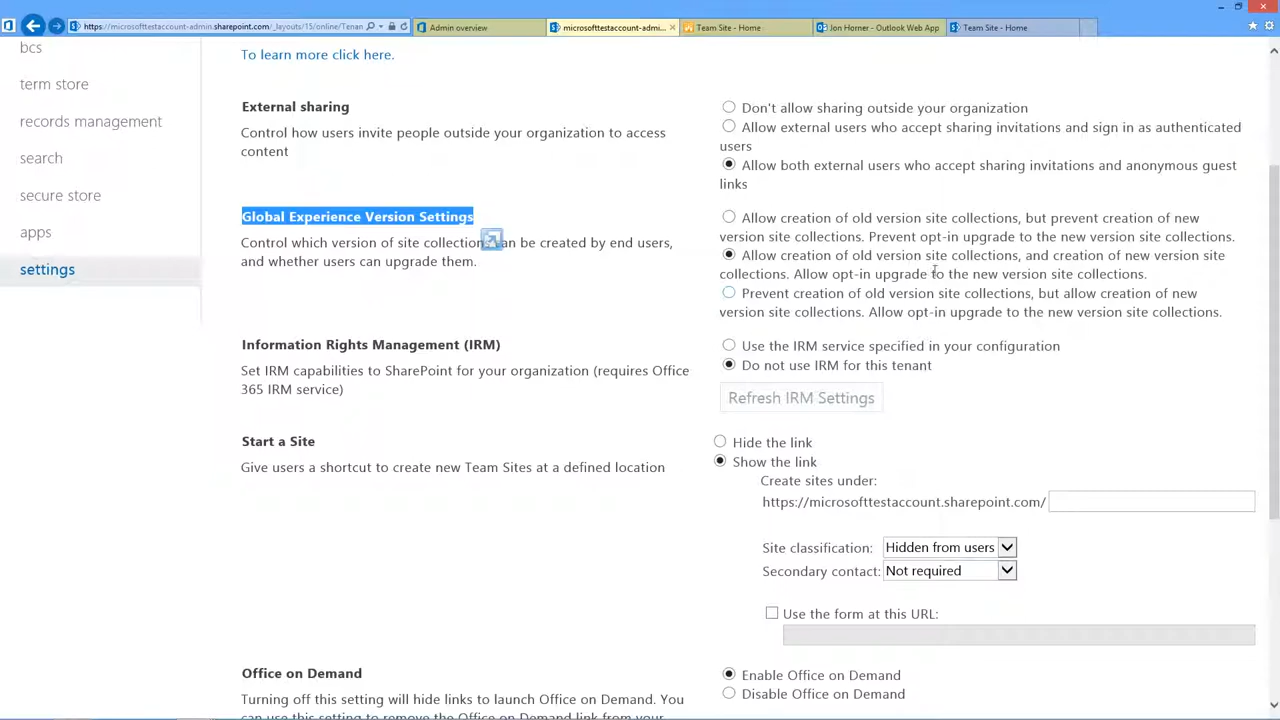 https://microsofttestaccount-admin.sharepoint.com/_layouts/15/online/Tenan
Admin overview
microsofttestaccount-admi...
Team Site - Home
Jon Horner - Outlook Web App
Team Site - Home
bcs
term store
records management
search
secure store
apps
settings
To learn more click here.
External sharing
Control how users invite people outside your organization to access
content
Don't allow sharing outside your organization
Allow external users who accept sharing invitations and sign in as authenticated
users
Allow both external users who accept sharing invitations and anonymous guest
links
Global Experience Version Settings
Control which version of site collection can be created by end users,
and whether users can upgrade them.
Allow creation of old version site collections, but prevent creation of new
version site collections. Prevent opt-in upgrade to the new version site collections.
Allow creation of old version site collections, and creation of new version site
collections. Allow opt-in upgrade to the new version site collections.
Prevent creation of old version site collections, but allow creation of new
version site collections. Allow opt-in upgrade to the new version site collections.
Information Rights Management (IRM)
Set IRM capabilities to SharePoint for your organization (requires Office
365 IRM service)
Use the IRM service specified in your configuration
Do not use IRM for this tenant
Refresh IRM Settings
Start a Site
Give users a shortcut to create new Team Sites at a defined location
Hide the link
Show the link
Create sites under:
https://microsofttestaccount.sharepoint.com/
Site classification: Hidden from users
Secondary contact: Not required
Use the form at this URL:
Office on Demand
Turning off this setting will hide links to launch Office on Demand. You
can use this setting to remove the Office on Demand link from your
Enable Office on Demand
Disable Office on Demand